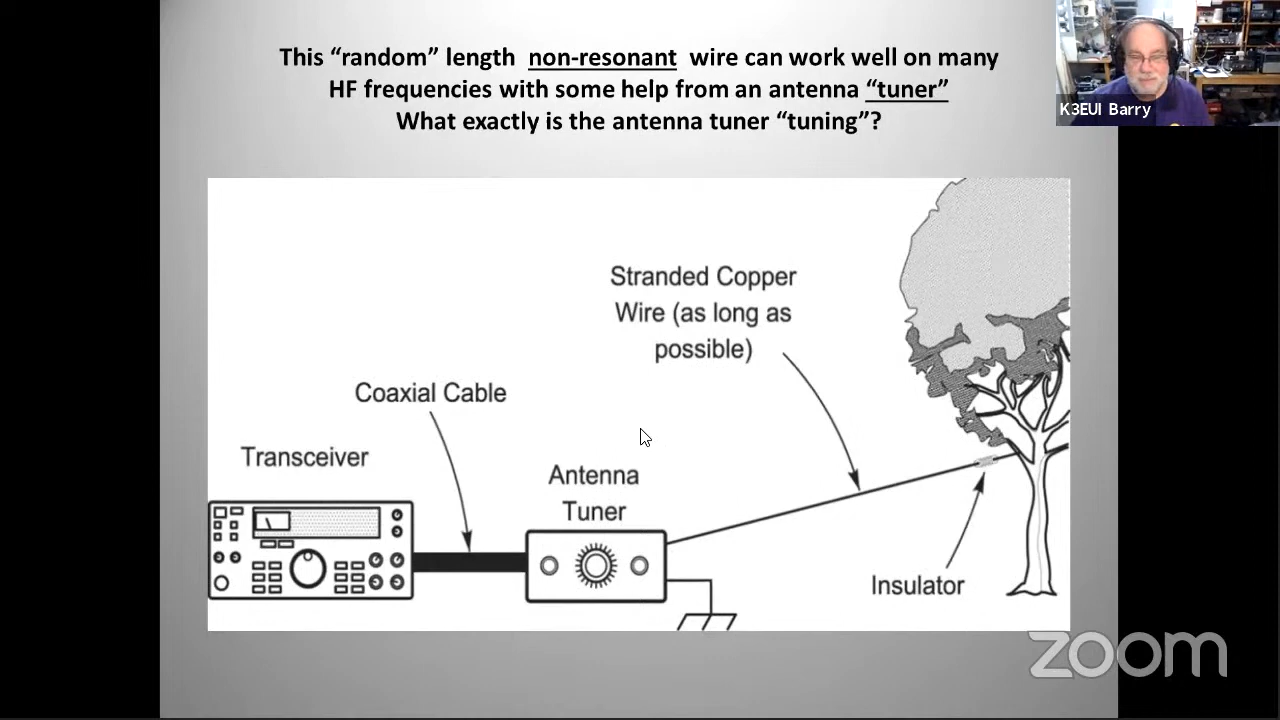 This “random” length non-resonant wire can work well on many
HF frequencies with some help from an antenna “tuner”
What exactly is the antenna tuner “tuning”?
K3EUI Barry
Stranded Copper
Wire (as long as
possible)
Coaxial Cable
Transceiver
Antenna
Tuner
Insulator
zoom